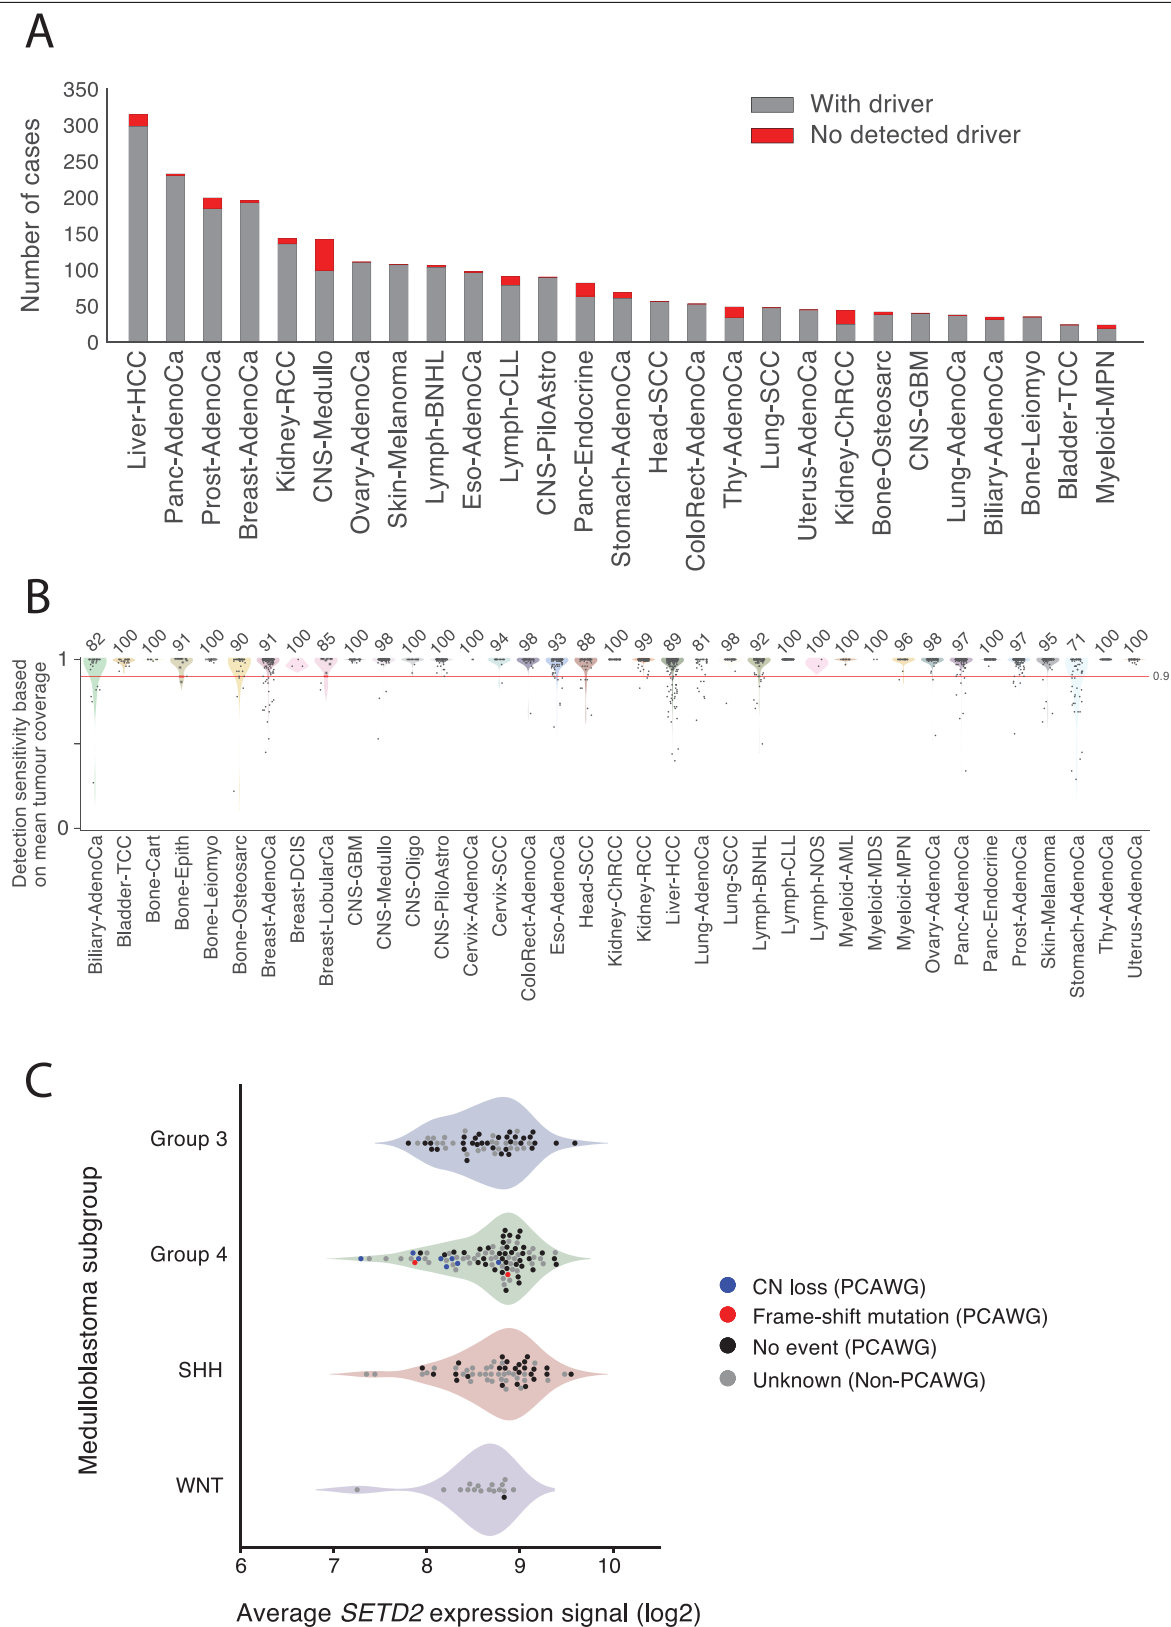 A
Number of cases
350
300
250
200
150
100
50
0
With driver
No detected driver
Liver-HCC
Panc-AdenoCa
Prost-AdenoCa
Breast-AdenoCa
Kidney-RCC
CNS-Medullo
Ovary-AdenoCa
Skin-Melanoma
Lymph-BNHL
Eso-AdenoCa
Lymph-CLL
CNS-PiloAstro
Panc-Endocrine
Stomach-AdenoCa
Head-SCC
ColoRect-AdenoCa
Thy-AdenoCa
Lung-SCC
Uterus-AdenoCa
Kidney-ChRCC
Bone-Osteosarc
CNS-GBM
Lung-AdenoCa
Biliary-AdenoCa
Bone-Leiomyo
Bladder-TCC
Myeloid-MPN
B
Detection sensitivity based
on mean tumour coverage
1
0
82 100 100 91 100 90 91 100 85 100 98 100 100 100 94 98 93 88 100 99 89 81 98 92 100 100 100 100 96 98 97 100 97 95 71 100 100
0.9
Biliary-AdenoCa
Bladder-TCC
Bone-Cart
Bone-Epith
Bone-Leiomyo
Bone-Osteosarc
Breast-AdenoCa
Breast-DCIS
Breast-LobularCa
CNS-GBM
CNS-Medullo
CNS-Oligo
CNS-PiloAstro
Cervix-AdenoCa
Cervix-SCC
ColoRect-AdenoCa
Eso-AdenoCa
Head-SCC
Kidney-ChRCC
Kidney-RCC
Liver-HCC
Lung-AdenoCa
Lung-SCC
Lymph-BNHL
Lymph-CLL
Lymph-NOS
Myeloid-AML
Myeloid-MDS
Myeloid-MPN
Ovary-AdenoCa
Panc-AdenoCa
Panc-Endocrine
Prost-AdenoCa
Skin-Melanoma
Stomach-AdenoCa
Thy-AdenoCa
Uterus-AdenoCa
C
Medulloblastoma subgroup
Group 3
Group 4
SHH
WNT
CN loss (PCAWG)
Frame-shift mutation (PCAWG)
No event (PCAWG)
Unknown (Non-PCAWG)
6 7 8 9 10
Average SETD2 expression signal (log2)